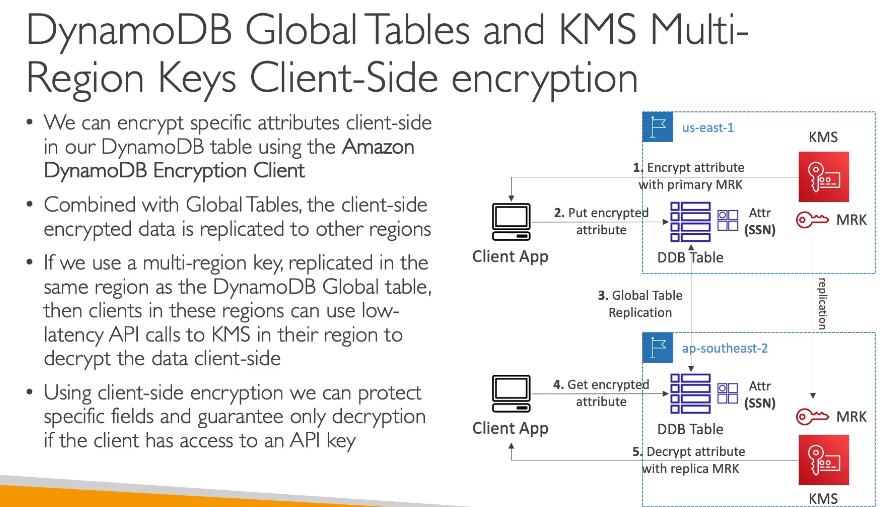 DynamoDB Global Tables and KMS Multi-
Region Keys Client-Side encryption
• We can encrypt specific attributes client-side
in our DynamoDB table using the Amazon
DynamoDB Encryption Client
• Combined with Global Tables, the client-side
encrypted data is replicated to other regions
• If we use a multi-region key, replicated in the
same region as the DynamoDB Global table,
then clients in these regions can use low-
latency API calls to KMS in their region to
decrypt the data client-side
• Using client-side encryption we can protect
specific fields and guarantee only decryption
if the client has access to an API key
us-east-1
KMS
1. Encrypt attribute
with primary MRK
2. Put encrypted
attribute
Attr
(SSN)
MRK
Client App
DDB Table
3. Global Table
Replication
replication
ap-southeast-2
4. Get encrypted
attribute
Attr
(SSN)
MRK
Client App
DDB Table
5. Decrypt attribute
with replica MRK
KMS